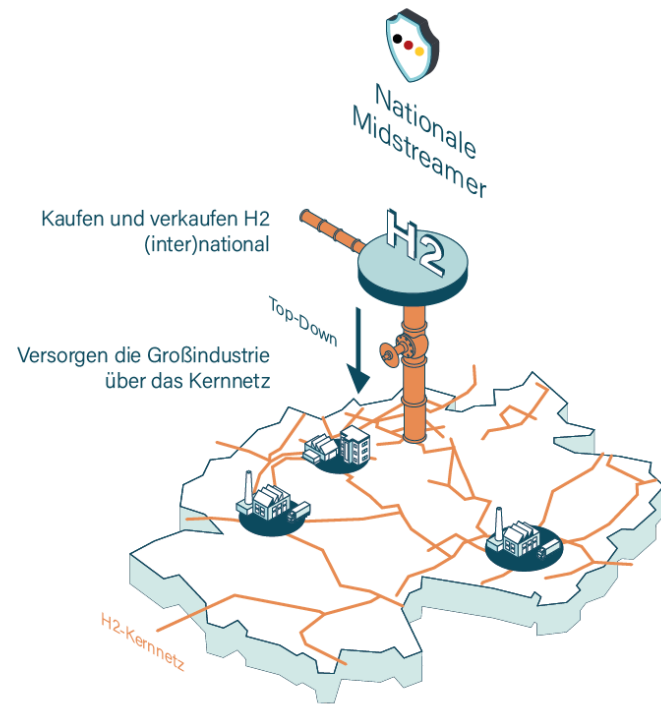 Nationale
Midstreamer
H2
Kaufen und verkaufen H2
(inter)national
Top-Down
Versorgen die Großindustrie
über das Kernnetz
H2-Kernnetz